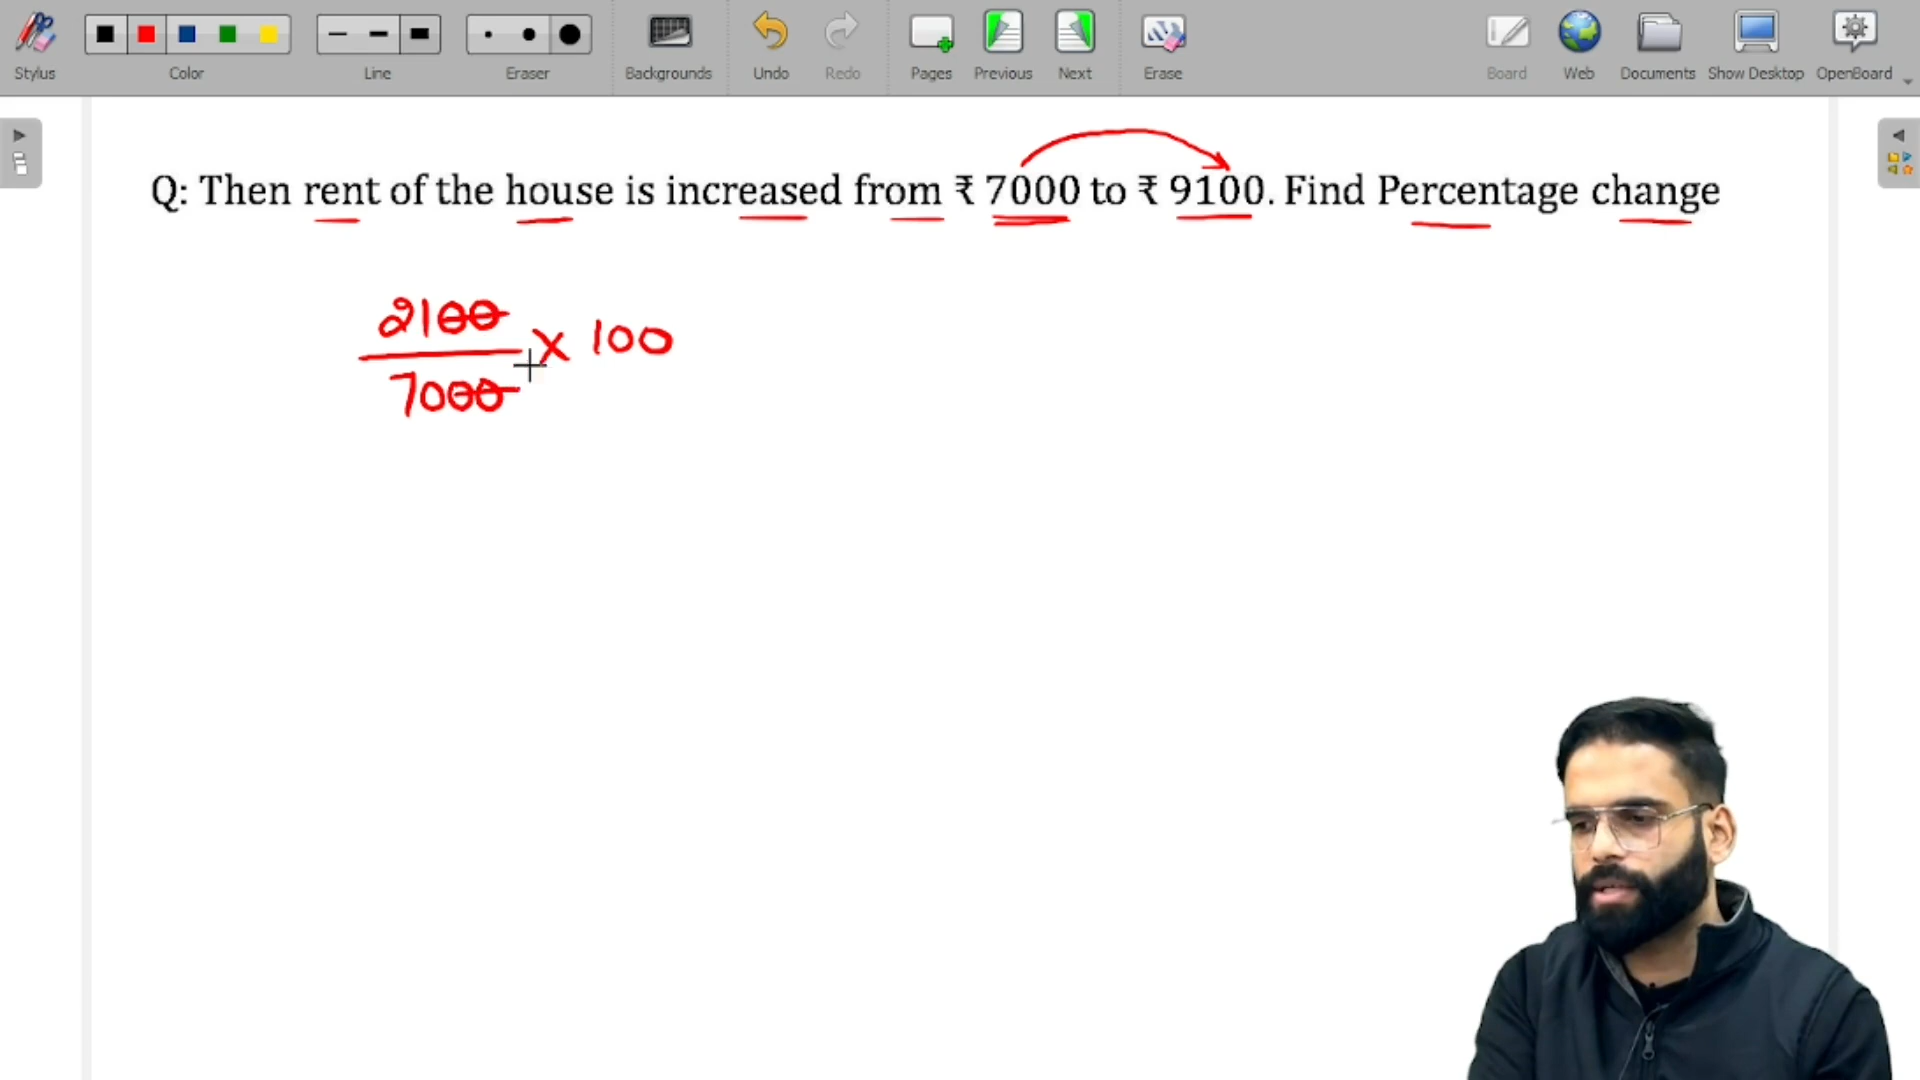 Stylus Color Line Eraser Backgrounds Undo Redo Pages Previous Next Erase Board Web Documents Show Desktop OpenBoard
Q: Then rent of the house is increased from ₹ 7000 to ₹ 9100. Find Percentage change
2100
× 100
7000